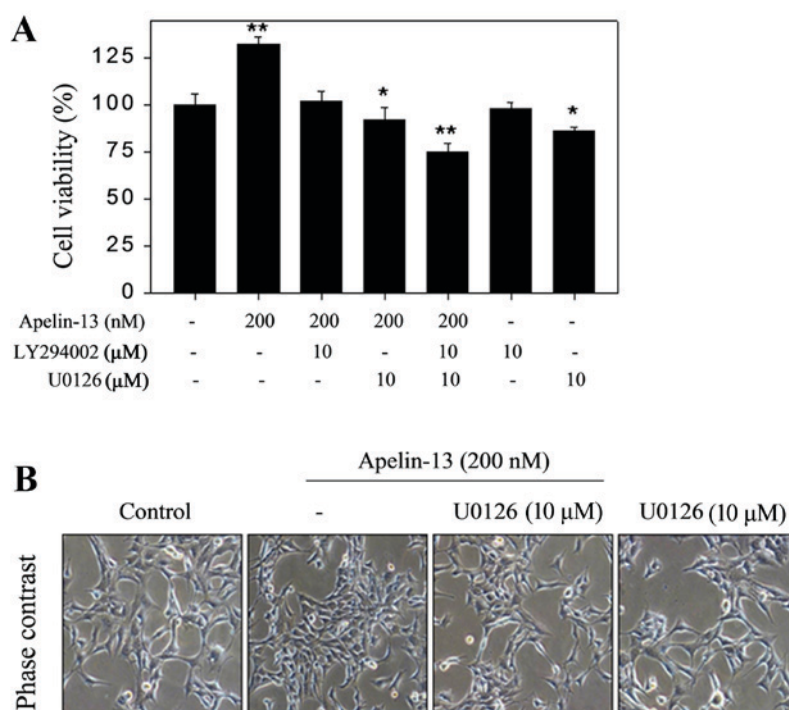 A
Cell viability (%)
125
100
75
50
25
0
** * ** *
Apelin-13 (nM) - 200 200 200 200 - -
LY294002 (μM) - - 10 - 10 10 -
U0126 (μM) - - - 10 10 - 10
B
Apelin-13 (200 nM)
Control - U0126 (10 μM) U0126 (10 μM)
Phase contrast